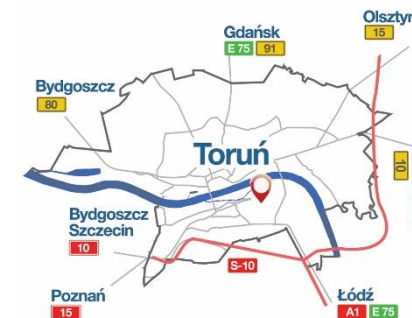 Olsztyn
15
Gdańsk
E 75 91
Bydgoszcz
80
Toruń
10
Bydgoszcz
Szczecin
10
S-10
Poznań
15
Łódź
A1 E 75